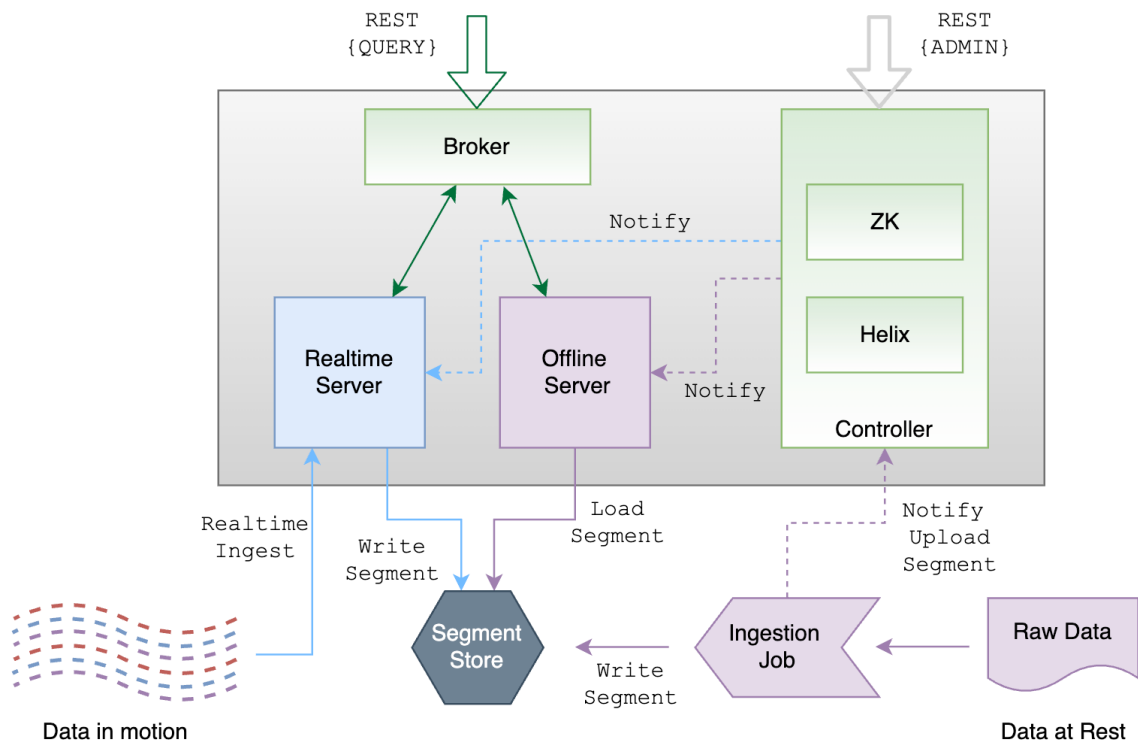 REST
{QUERY}
REST
{ADMIN}
Broker
Notify
ZK
Realtime
Server
Offline
Server
Helix
Notify
Controller
Realtime
Ingest
Write
Segment
Load
Segment
Notify
Upload
Segment
Segment
Store
Ingestion
Job
Raw Data
Write
Segment
Data in motion
Data at Rest